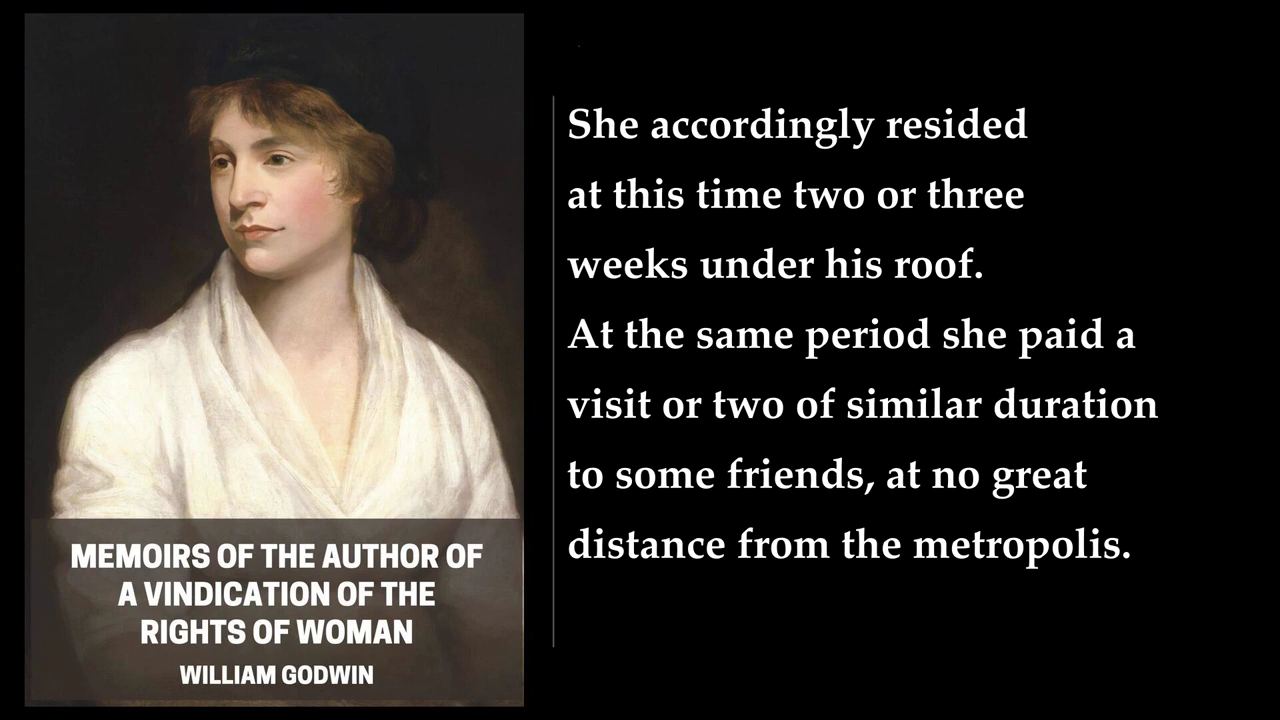 She accordingly resided
at this time two or three
weeks under his roof.
At the same period she paid a
visit or two of similar duration
to some friends, at no great
distance from the metropolis.
MEMOIRS OF THE AUTHOR OF
A VINDICATION OF THE
RIGHTS OF WOMAN
WILLIAM GODWIN